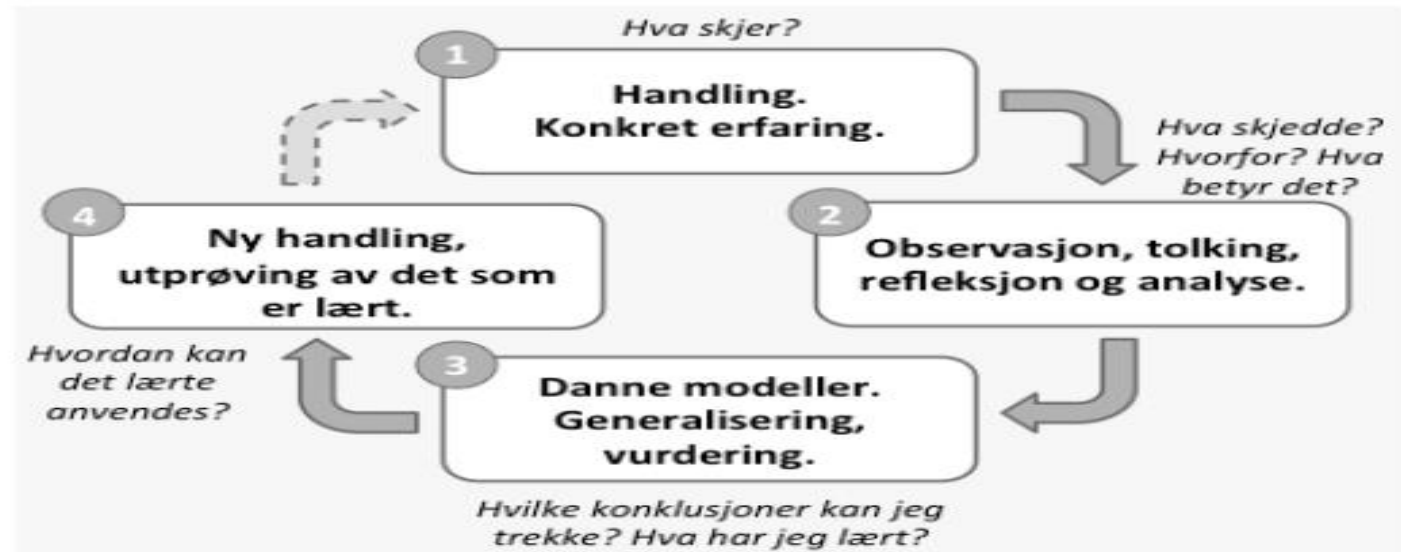 Hva skjer?
1
Handling.
Konkret erfaring.
Hva skjedde?
Hvorfor? Hva
betyr det?
2
Observasjon, tolking,
refleksjon og analyse.
3
Danne modeller.
Generalisering,
vurdering.
Hvilke konklusjoner kan jeg
trekke? Hva har jeg lært?
4
Ny handling,
utprøving av det som
er lært.
Hvordan kan
det lærte
anvendes?